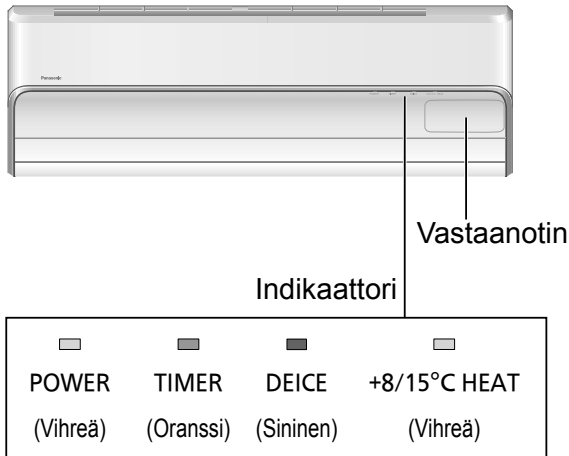 Panasonic
Vastaanotin
Indikaattori
POWER TIMER DEICE +8/15°C HEAT
(Vihreä) (Oranssi) (Sininen) (Vihreä)